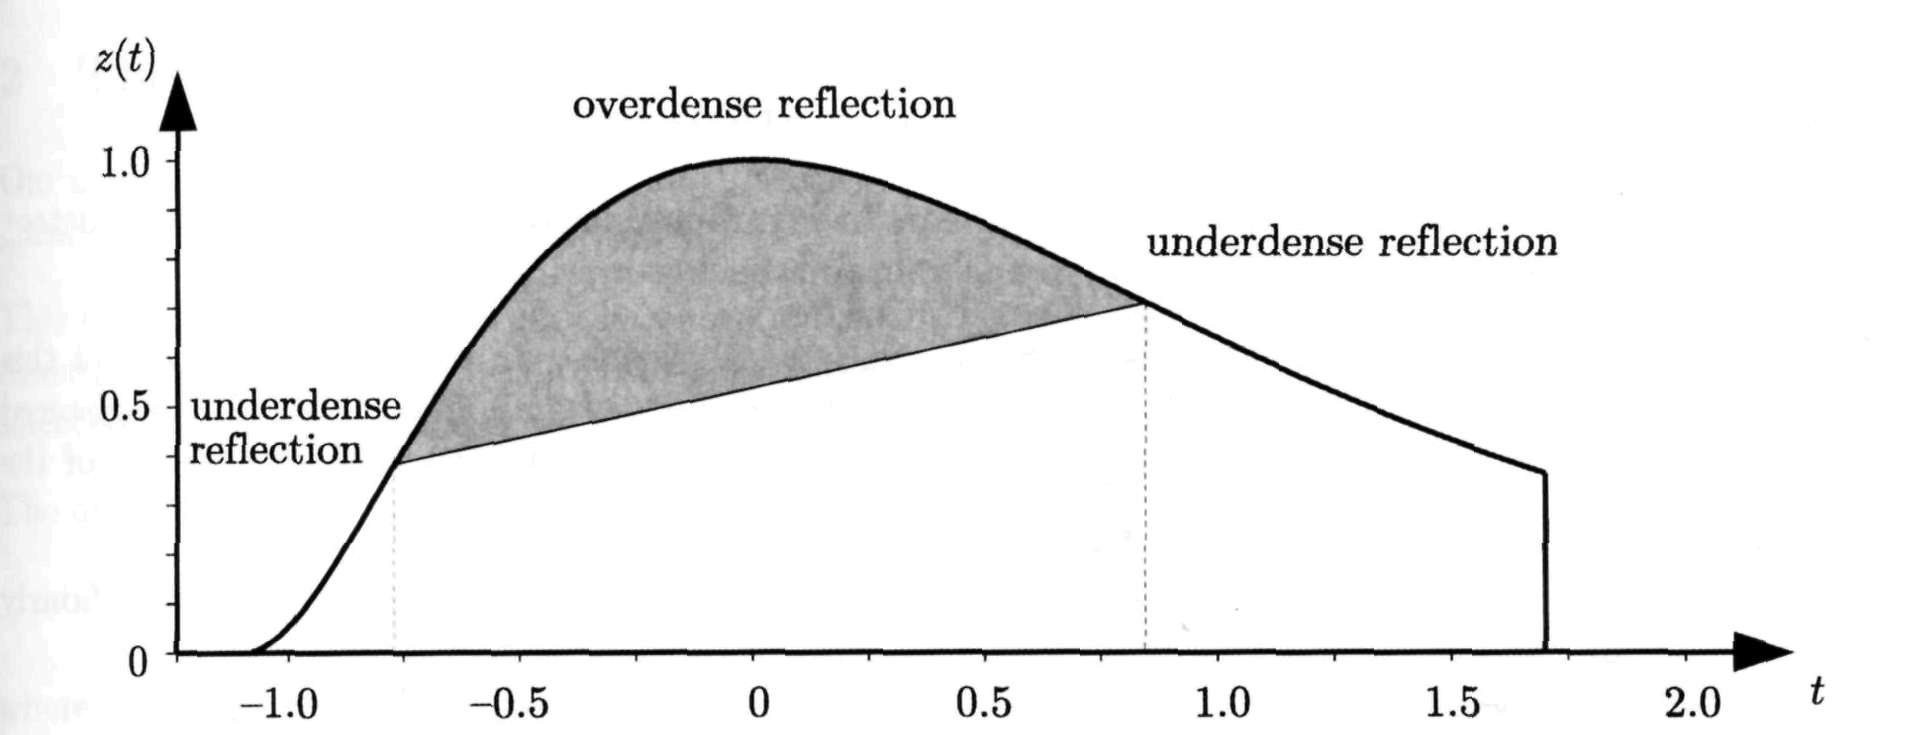 z(t)
overdense reflection
1.0
underdense reflection
0.5
underdense
reflection
0
−1.0 −0.5 0 0.5 1.0 1.5 2.0 t